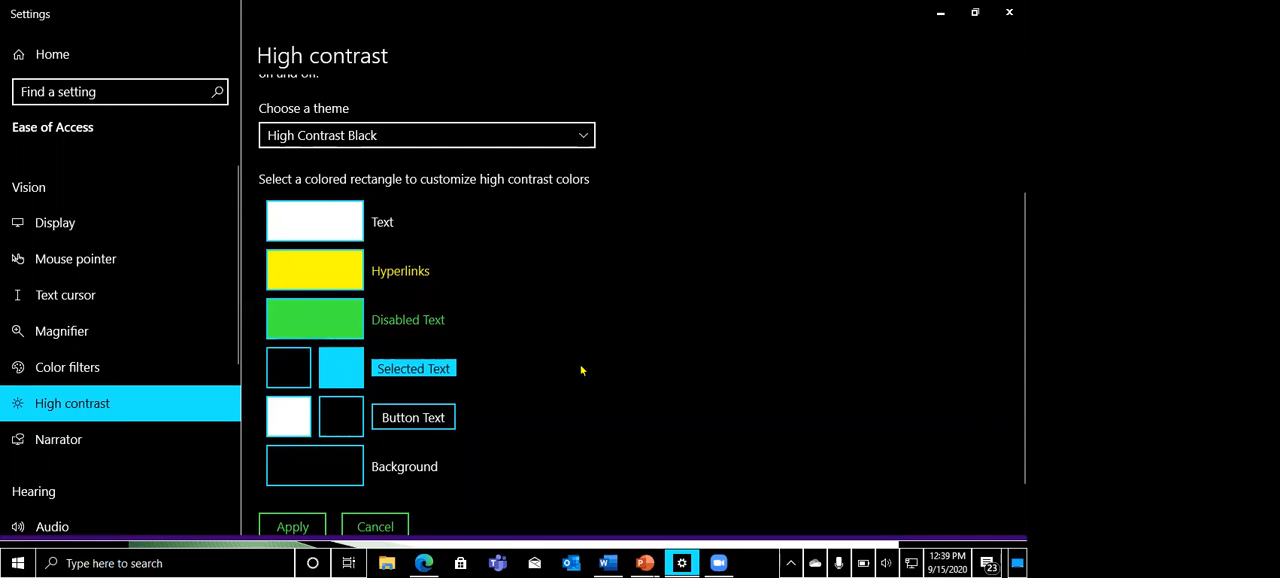 Settings
Home
Find a setting
Ease of Access
Vision
Display
Mouse pointer
Text cursor
Magnifier
Color filters
High contrast
Narrator
Hearing
Audio
High contrast
on and off.
Choose a theme
High Contrast Black
Select a colored rectangle to customize high contrast colors
Text
Hyperlinks
Disabled Text
Selected Text
Button Text
Background
Apply Cancel
Type here to search
12:39 PM
9/15/2020
23